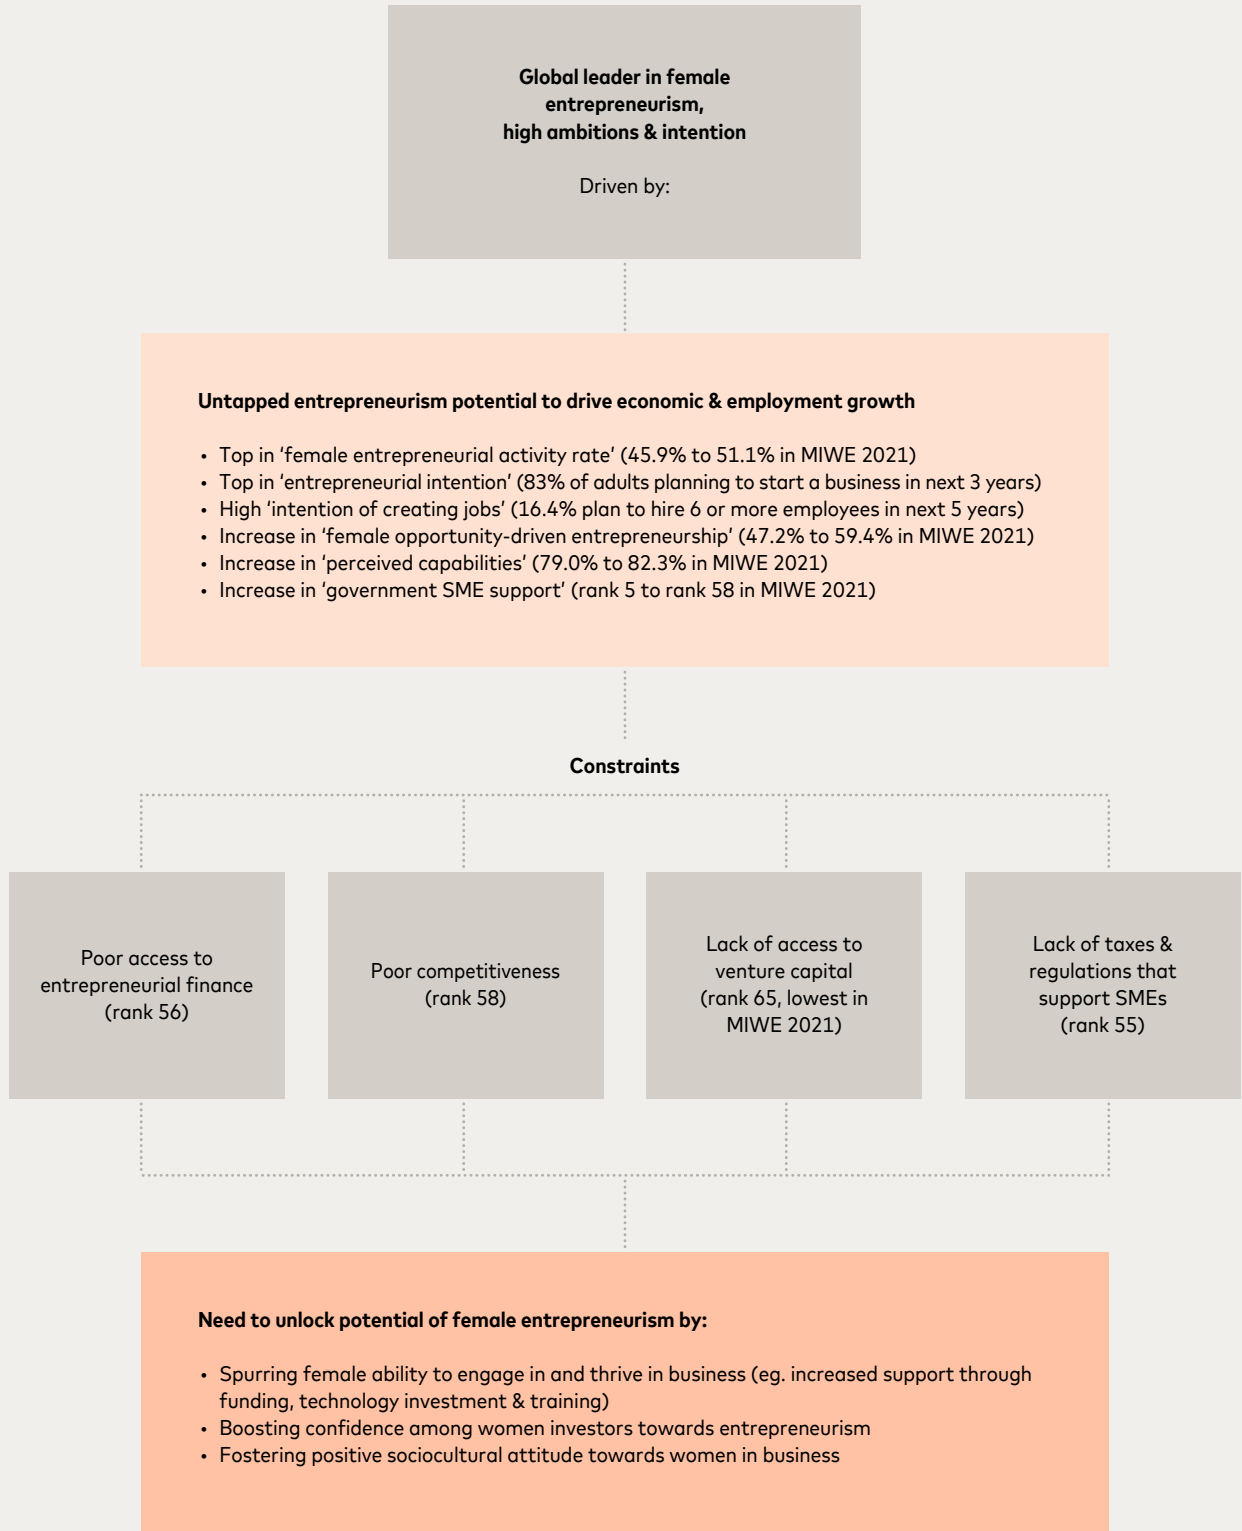 Global leader in female
entrepreneurism,
high ambitions & intention
Driven by:
Untapped entrepreneurism potential to drive economic & employment growth
• Top in ‘female entrepreneurial activity rate’ (45.9% to 51.1% in MIWE 2021)
• Top in ‘entrepreneurial intention’ (83% of adults planning to start a business in next 3 years)
• High ‘intention of creating jobs’ (16.4% plan to hire 6 or more employees in next 5 years)
• Increase in ‘female opportunity-driven entrepreneurship’ (47.2% to 59.4% in MIWE 2021)
• Increase in ‘perceived capabilities’ (79.0% to 82.3% in MIWE 2021)
• Increase in ‘government SME support’ (rank 5 to rank 58 in MIWE 2021)
Constraints
Poor access to
entrepreneurial finance
(rank 56)
Poor competitiveness
(rank 58)
Lack of access to
venture capital
(rank 65, lowest in
MIWE 2021)
Lack of taxes &
regulations that
support SMEs
(rank 55)
Need to unlock potential of female entrepreneurism by:
• Spurring female ability to engage in and thrive in business (eg. increased support through
funding, technology investment & training)
• Boosting confidence among women investors towards entrepreneurism
• Fostering positive sociocultural attitude towards women in business